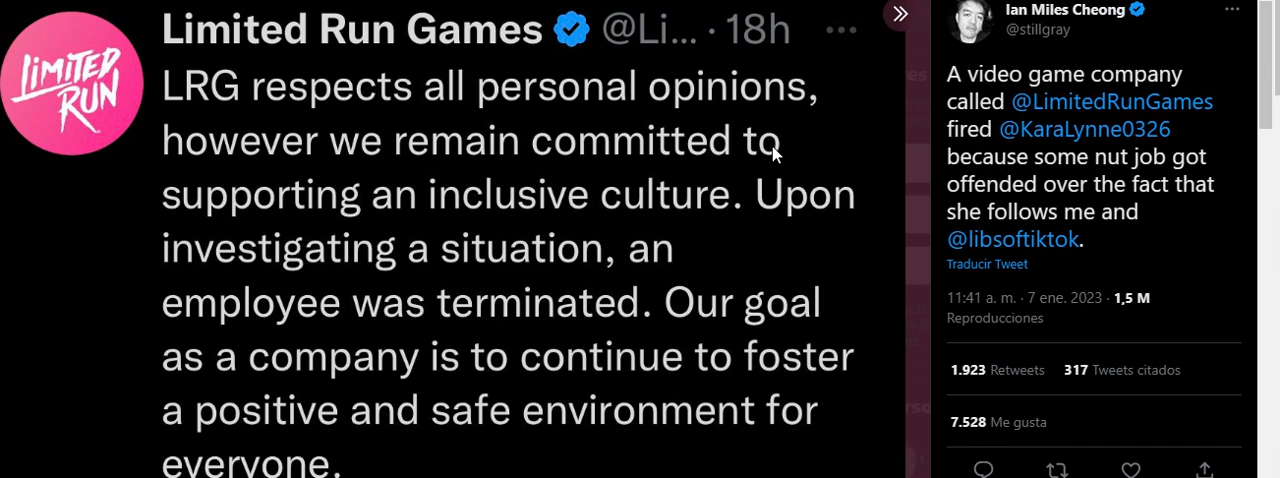 LIMITED
RUN
Limited Run Games @Li... · 18h ...
LRG respects all personal opinions,
however we remain committed to
supporting an inclusive culture. Upon
investigating a situation, an
employee was terminated. Our goal
as a company is to continue to foster
a positive and safe environment for
everyone.
Ian Miles Cheong
@stillgray
A video game company
called @LimitedRunGames
fired @KaraLynne0326
because some nut job got
offended over the fact that
she follows me and
@libsoftiktok.
Traducir Tweet
11:41 a. m. · 7 ene. 2023 · 1,5 M
Reproducciones
1.923 Retweets 317 Tweets citados
7.528 Me gusta